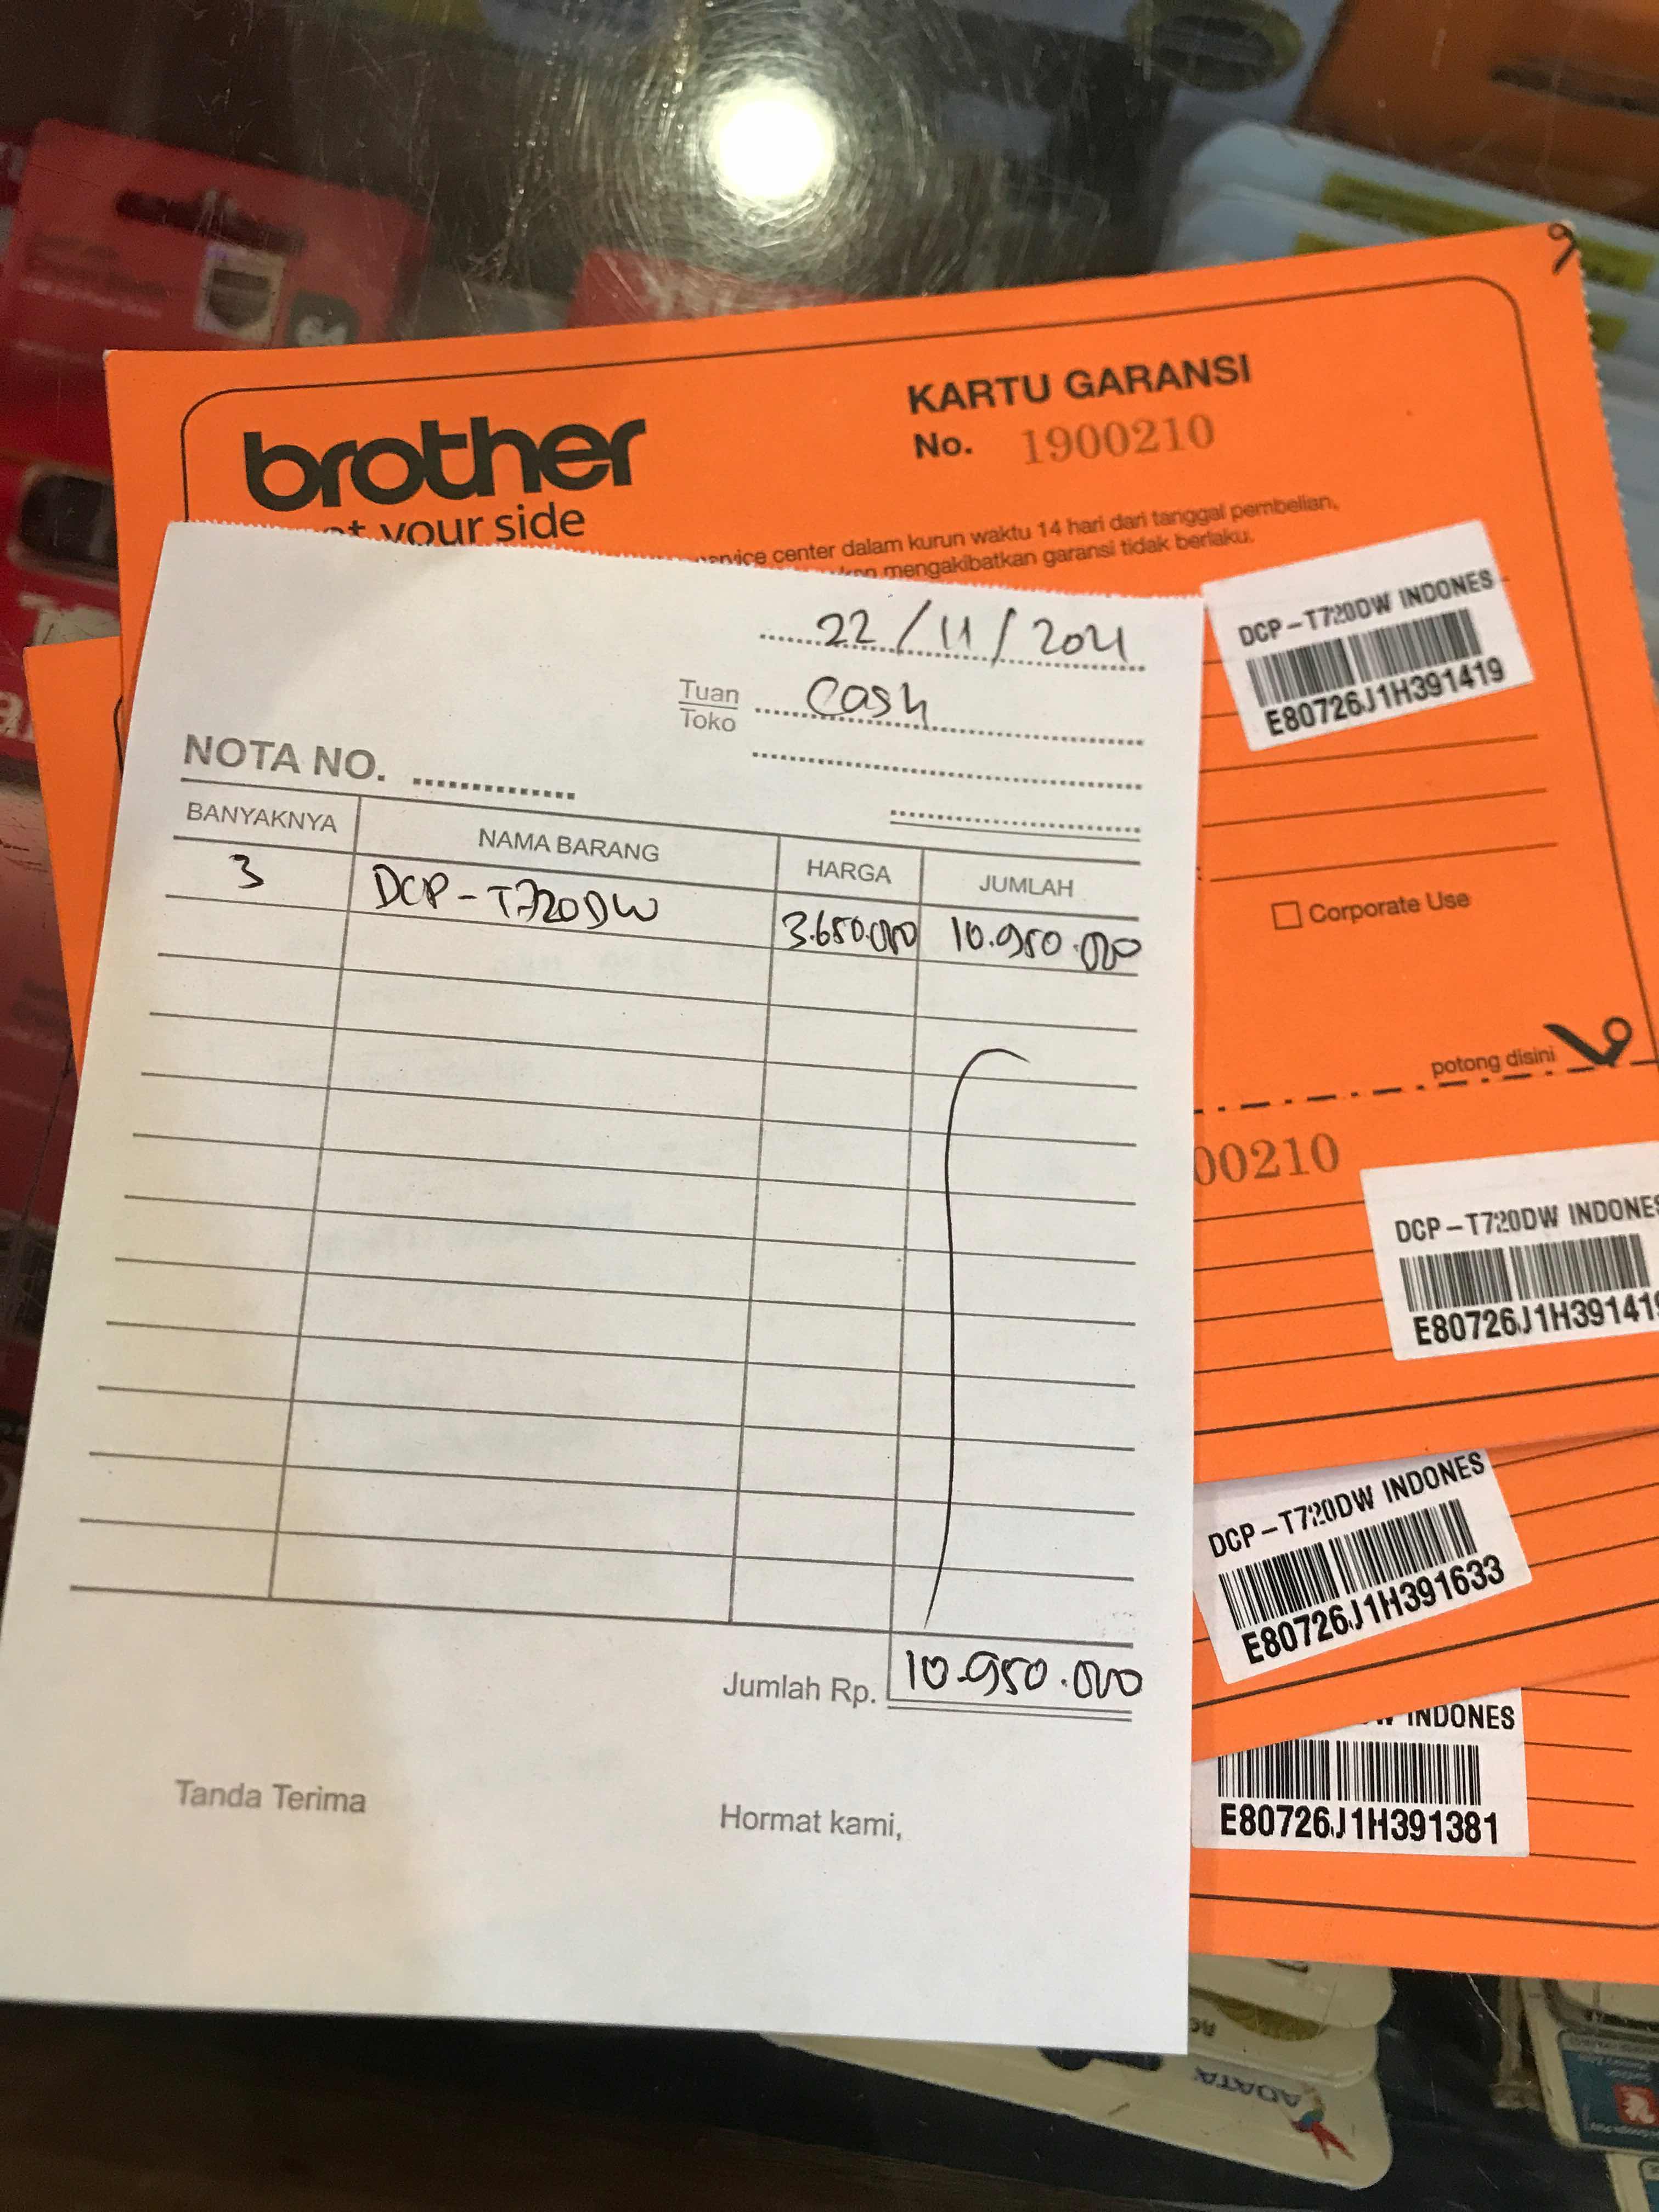 KARTU GARANSI
No. 1900210
brother
at your side
service center dalam kurun waktu 14 hari dari tanggal pembelian,
mengakibatkan garansi tidak berlaku.
DCP-T720DW INDONES
E80726J1H391419
22/11/2021
Tuan
Toko
Cash
NOTA NO.
BANYAKNYA NAMA BARANG HARGA JUMLAH
3 DCP-T720DW 3.650.000 10.950.000
Corporate Use
potong disini
00210
DCP-T720DW INDONES
E80726J1H39141
DCP-T720DW INDONES
E80726J1H391633
INDONES
E80726J1H391381
Jumlah Rp. 10.950.000
Tanda Terima Hormat kami,
ADATA